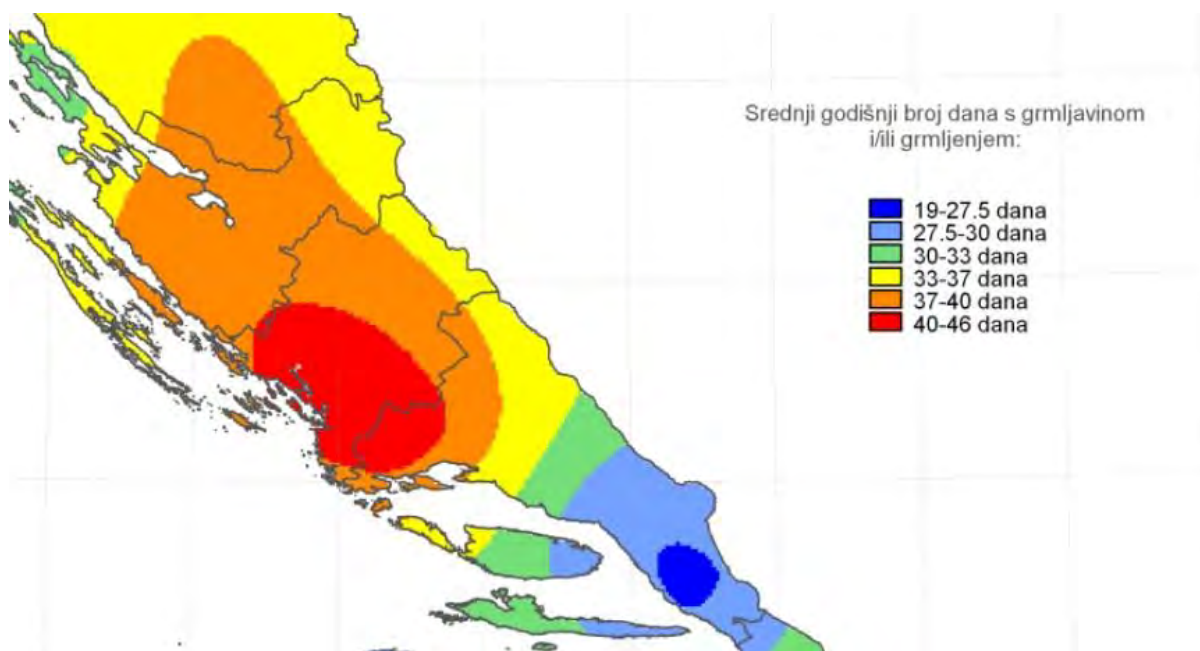 Srednji godišnji broj dana s grmljavinom
i/ili grmljenjem:
19-27.5 dana
27.5-30 dana
30-33 dana
33-37 dana
37-40 dana
40-46 dana